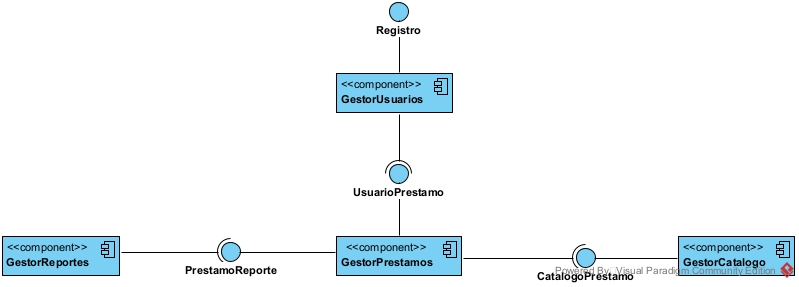 Registro
<<component>>
GestorUsuarios
UsuarioPrestamo
<<component>>
GestorReportes
PrestamoReporte
<<component>>
GestorPrestamos
CatalogoPrestamo
<<component>>
GestorCatalogo
Powered By: Visual Paradigm Community Edition